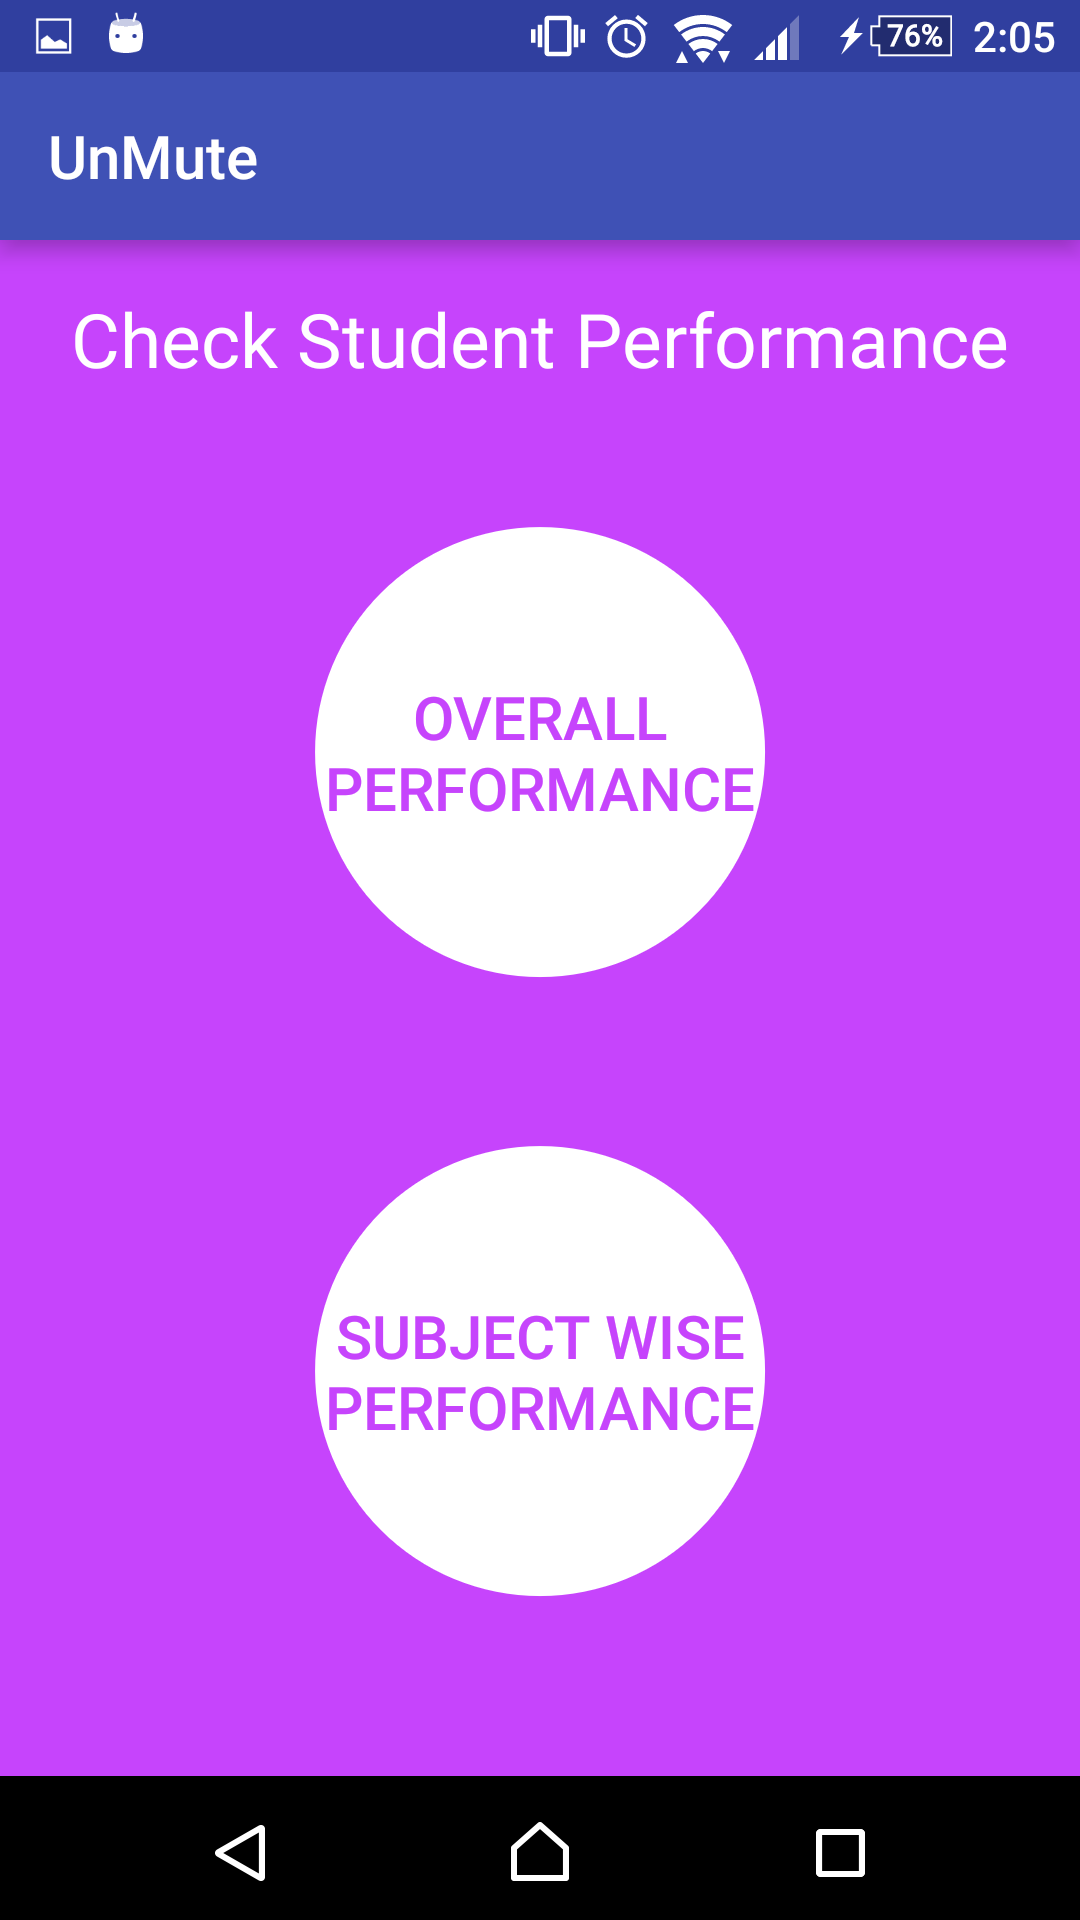 76% 2:05
UnMute
Check Student Performance
OVERALL
PERFORMANCE
SUBJECT WISE
PERFORMANCE